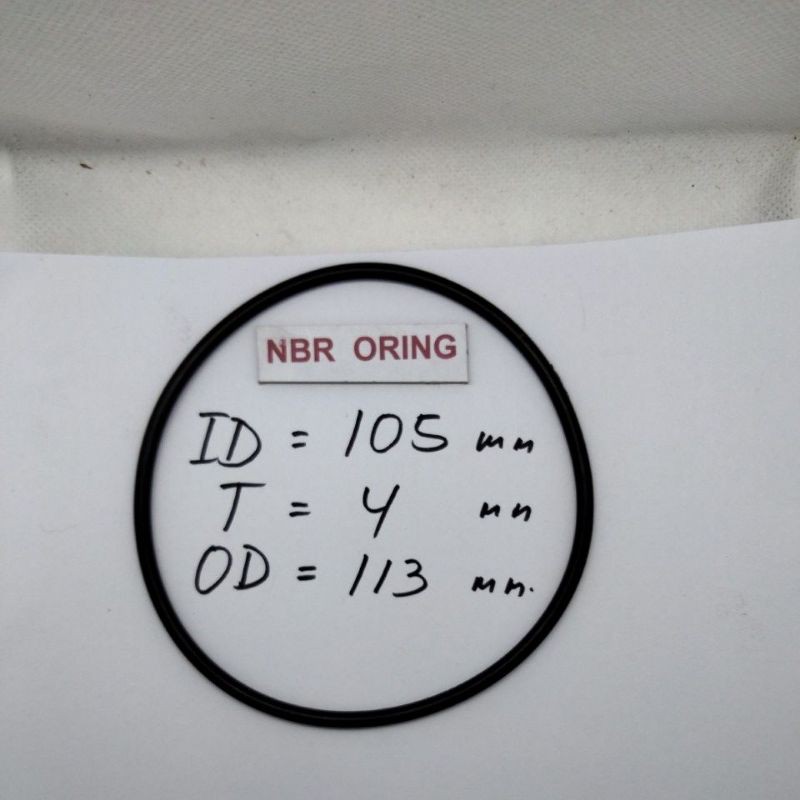 NBR ORING
ID = 105 mm
T = 4 mm
OD = 113 mm.